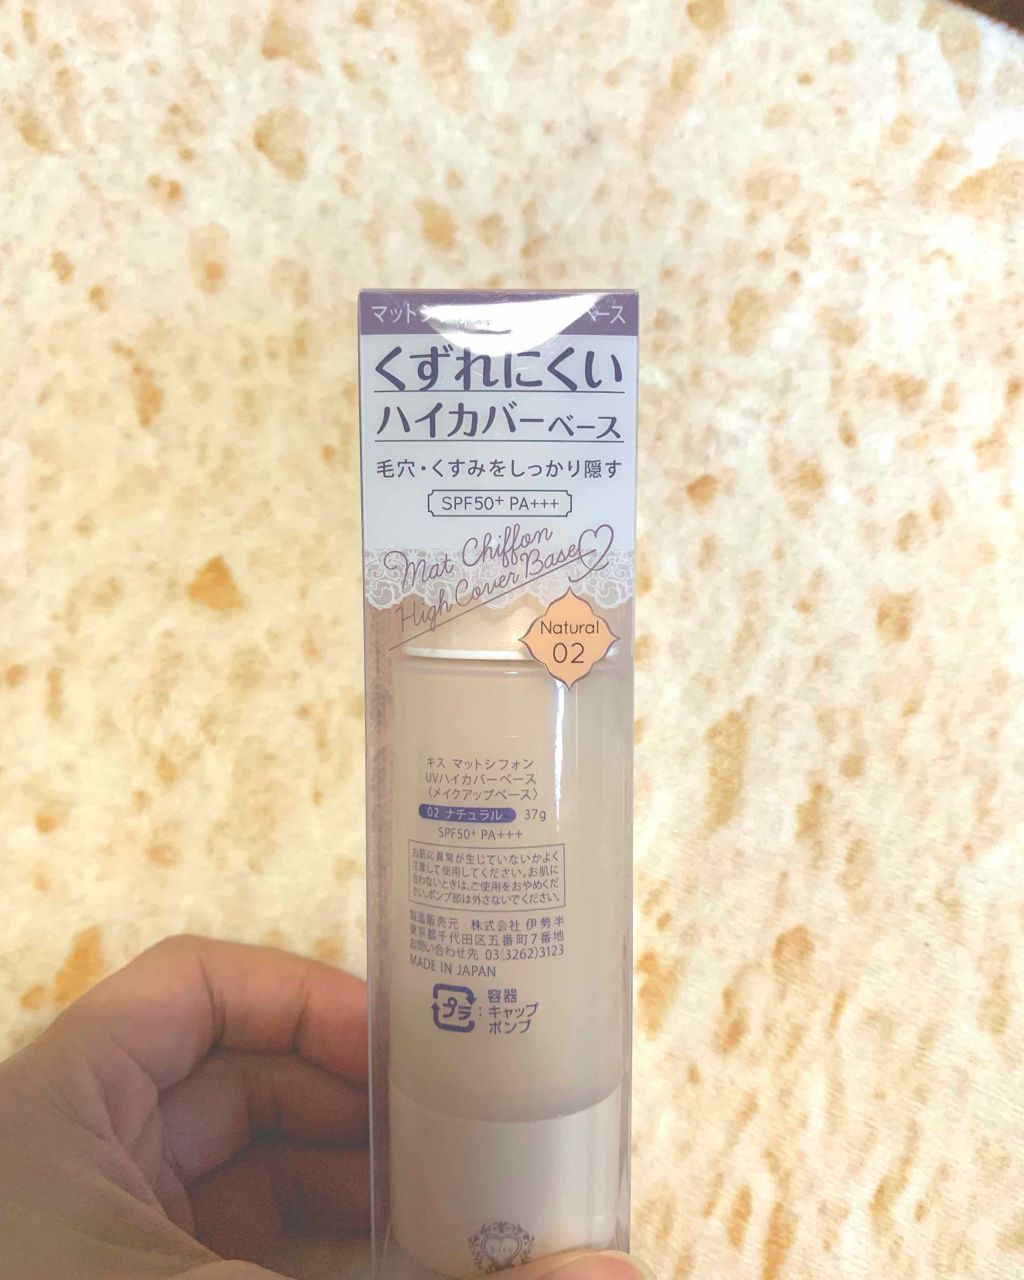 マットシ ベース
くずれにくい
ハイカバーベース
毛穴・くすみをしっかり隠す
SPF50+ PA+++
Mat Chiffon
High Cover Base
Natural
02
キス マットシフォン
UVハイカバーベース
〈メイクアップベース〉
02 ナチュラル 37g
SPF50+ PA+++
お肌に異常が生じていないかよく
注意して使用してください。お肌に
合わないときは、ご使用をおやめくだ
さい。ポンプ部は外さないでください。
製造販売元 株式会社 伊勢半
東京都千代田区五番町7番地
お問い合わせ先 03(3262)3123
MADE IN JAPAN
プラ : 容器
キャップ
ポンプ